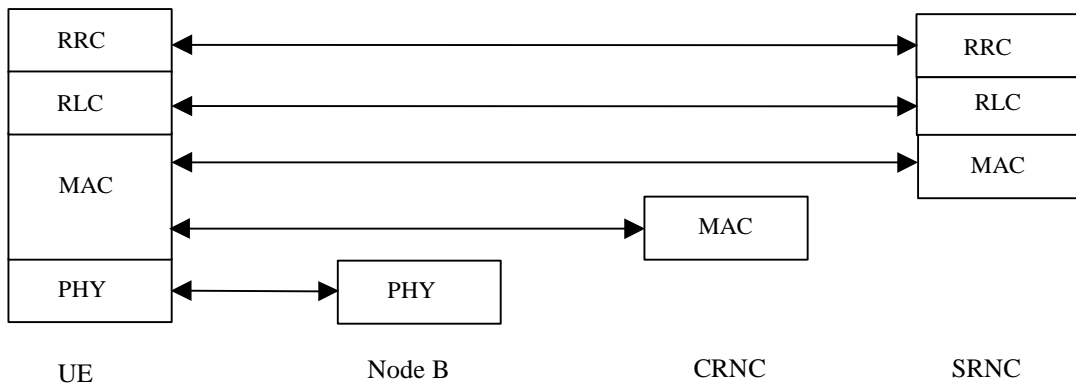 RRC RRC
RLC RLC
MAC MAC
MAC
PHY PHY
UE Node B CRNC SRNC